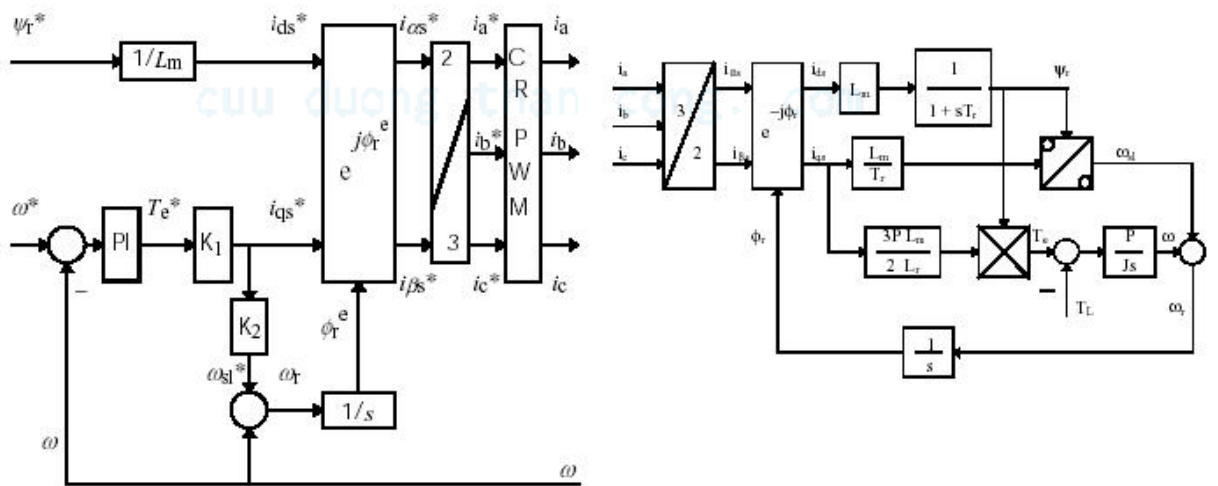 ψr*
1/Lm
ids*
e jφr^e
iαs*
2
3
ia*
C R P W M
ia
ib*
ib
ω*
PI
Te*
K1
iqs*
iβs*
ic*
ic
−
K2
ωsl*
ωr
φr^e
1/s
ω
ω
cuu duong than cong. com
ia
ib
ic
3
2
iβs
e −jφr
ids
Lm
1
1 + sTr
ψr
iqs
Lm
Tr
ωsl
φr
3P Lm
2 Lr
Te
−
TL
P
Js
ω
ωr
1
s